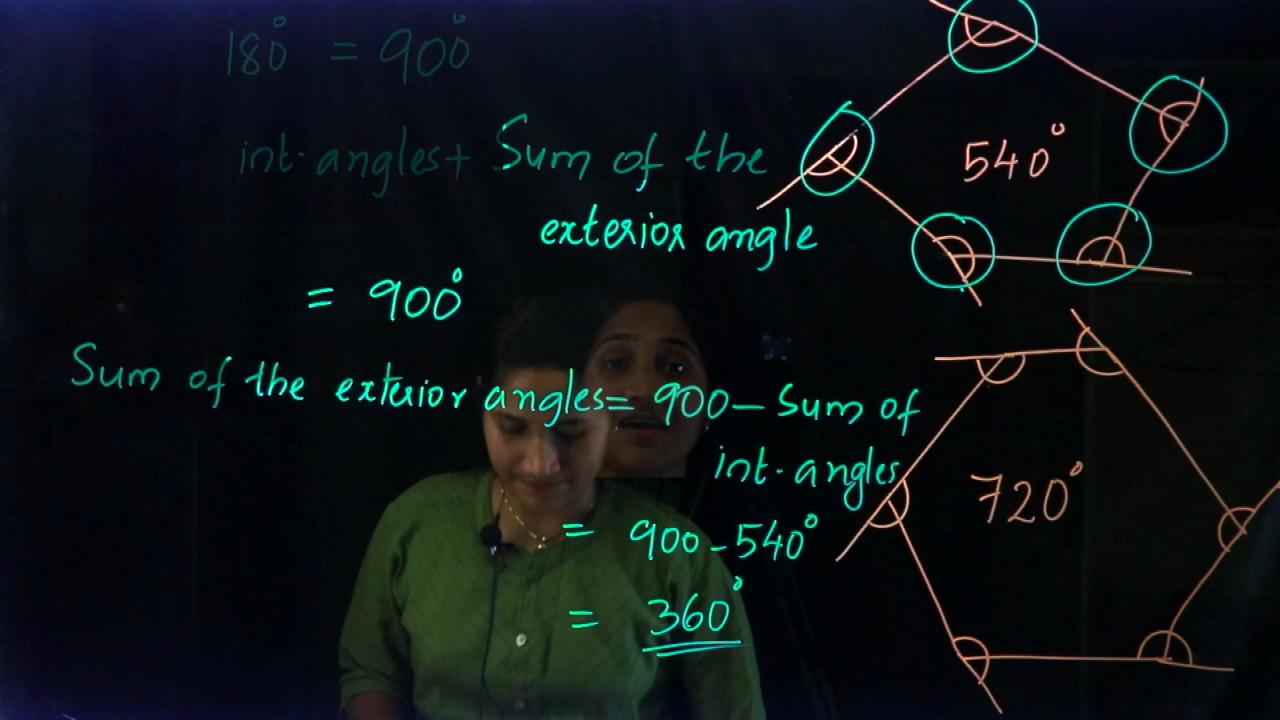 180° = 900°
int. angles + Sum of the
exterior angle
= 900°
Sum of the exterior angles = 900 – Sum of
int. angles
= 900 - 540°
= 360°
540°
720°